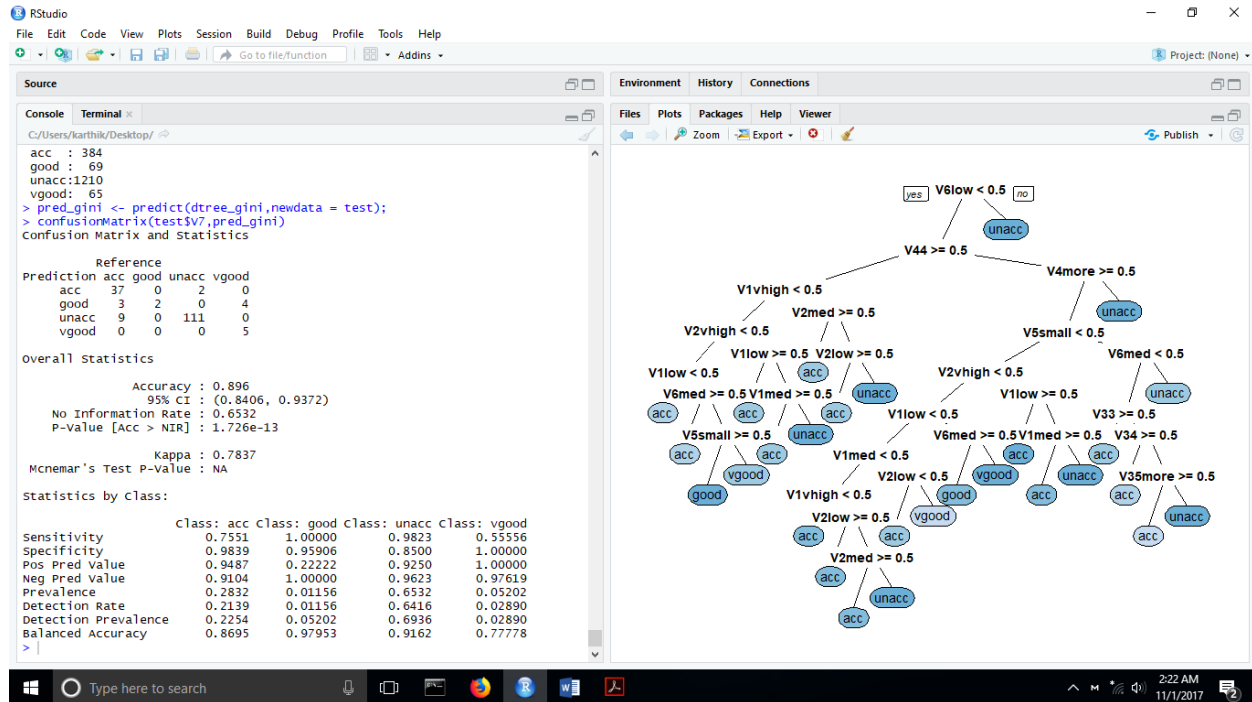 RStudio
File Edit Code View Plots Session Build Debug Profile Tools Help
Go to file/function Addins Project: (None)
Source
Console Terminal
C:/Users/karthik/Desktop/
acc : 384
good : 69
unacc:1210
vgood: 65
> pred_gini <- predict(dtree_gini,newdata = test);
> confusionMatrix(test$V7,pred_gini)
Confusion Matrix and Statistics
Reference
Prediction acc good unacc vgood
acc 37 0 2 0
good 3 2 0 4
unacc 9 0 111 0
vgood 0 0 0 5
Overall Statistics
Accuracy : 0.896
95% CI : (0.8406, 0.9372)
No Information Rate : 0.6532
P-Value [Acc > NIR] : 1.726e-13
Kappa : 0.7837
Mcnemar's Test P-Value : NA
Statistics by Class:
Class: acc Class: good Class: unacc Class: vgood
Sensitivity 0.7551 1.00000 0.9823 0.55556
Specificity 0.9839 0.95906 0.8500 1.00000
Pos Pred Value 0.9487 0.22222 0.9250 1.00000
Neg Pred Value 0.9104 1.00000 0.9623 0.97619
Prevalence 0.2832 0.01156 0.6532 0.05202
Detection Rate 0.2139 0.01156 0.6416 0.02890
Detection Prevalence 0.2254 0.05202 0.6936 0.02890
Balanced Accuracy 0.8695 0.97953 0.9162 0.77778
>
Environment History Connections
Files Plots Packages Help Viewer
Zoom Export Publish
yes V6low < 0.5 no
unacc
V44 >= 0.5
V4more >= 0.5
V1vhigh < 0.5
V2med >= 0.5 unacc
V2vhigh < 0.5 V5small < 0.5
V1low >= 0.5 V2low >= 0.5 V6med < 0.5
V1low < 0.5 acc V2vhigh < 0.5
V6med >= 0.5 V1med >= 0.5 unacc V1low >= 0.5 unacc
acc acc acc V1low < 0.5 V33 >= 0.5
V5small >= 0.5 unacc V6med >= 0.5 V1med >= 0.5 V34 >= 0.5
acc acc V1med < 0.5 acc acc
vgood V2low < 0.5 vgood unacc V35more >= 0.5
good V1vhigh < 0.5 good acc acc
V2low >= 0.5 vgood unacc
acc acc acc
V2med >= 0.5
acc
unacc
acc
Type here to search
2:22 AM
11/1/2017
2